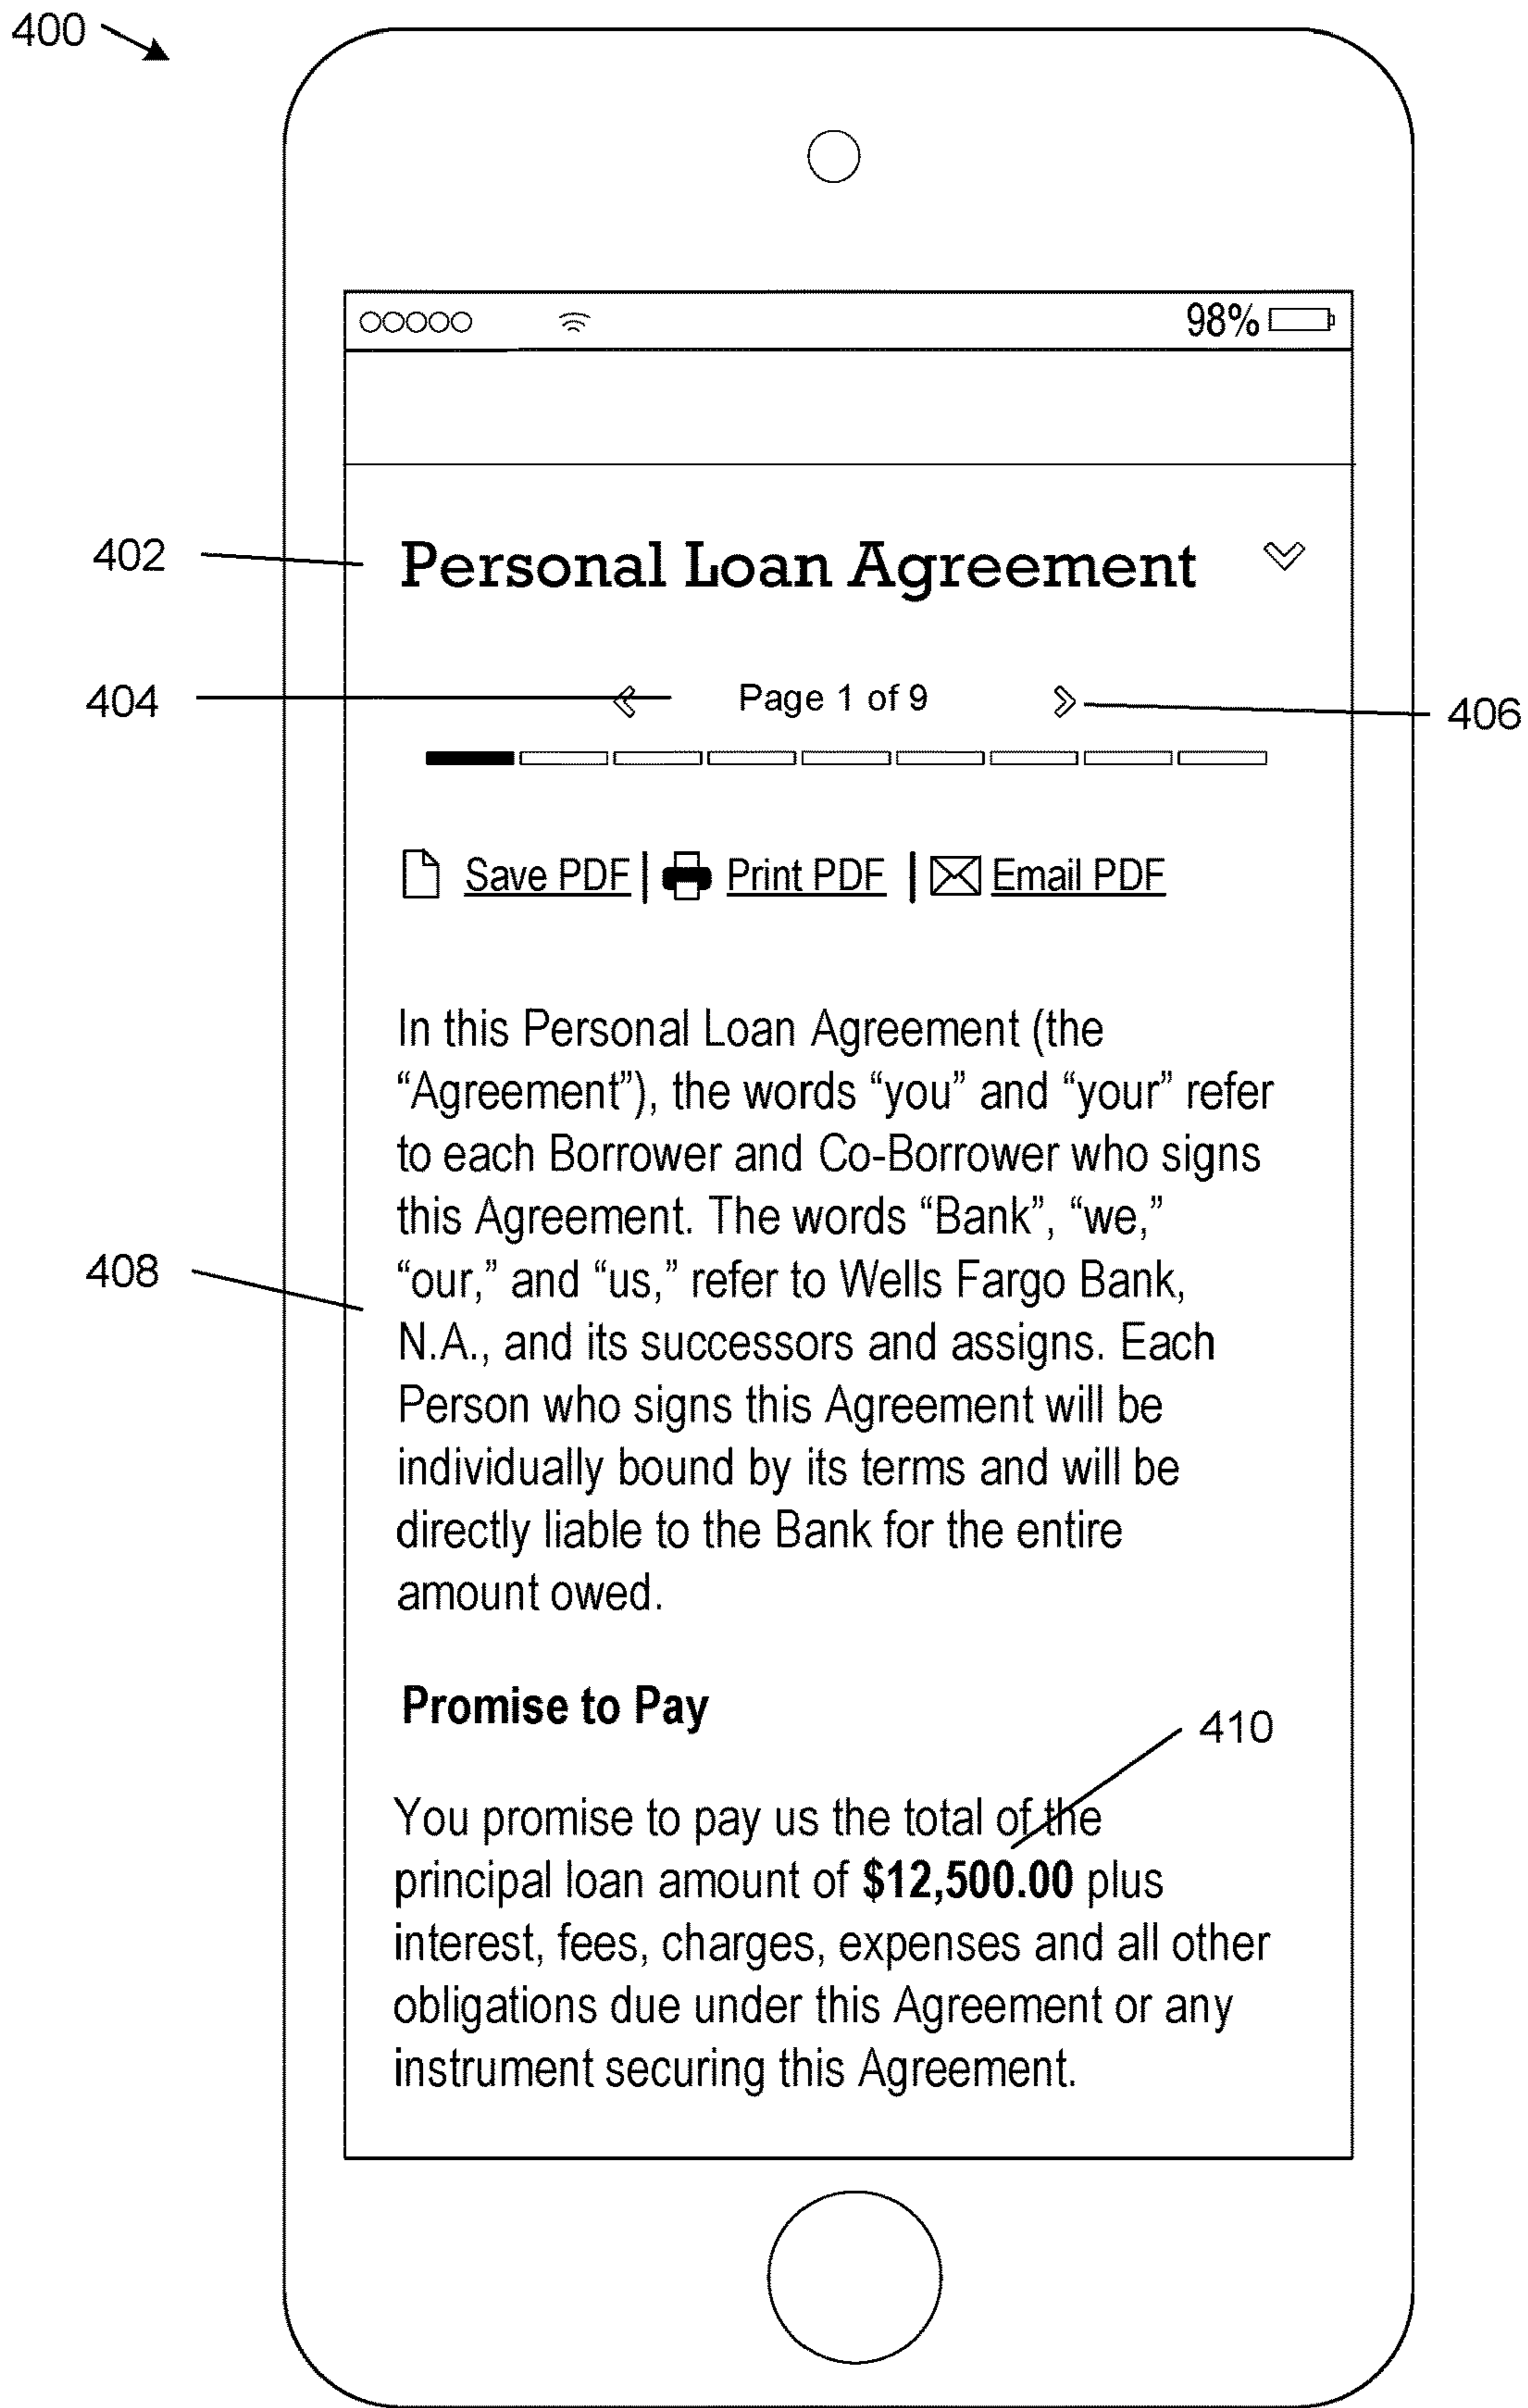 400
98%
402
Personal Loan Agreement
404
Page 1 of 9
406
Save PDF | Print PDF | Email PDF
In this Personal Loan Agreement (the
“Agreement”), the words “you” and “your” refer
to each Borrower and Co-Borrower who signs
this Agreement. The words “Bank”, “we,”
408
“our,” and “us,” refer to Wells Fargo Bank,
N.A., and its successors and assigns. Each
Person who signs this Agreement will be
individually bound by its terms and will be
directly liable to the Bank for the entire
amount owed.
Promise to Pay
410
You promise to pay us the total of the
principal loan amount of $12,500.00 plus
interest, fees, charges, expenses and all other
obligations due under this Agreement or any
instrument securing this Agreement.